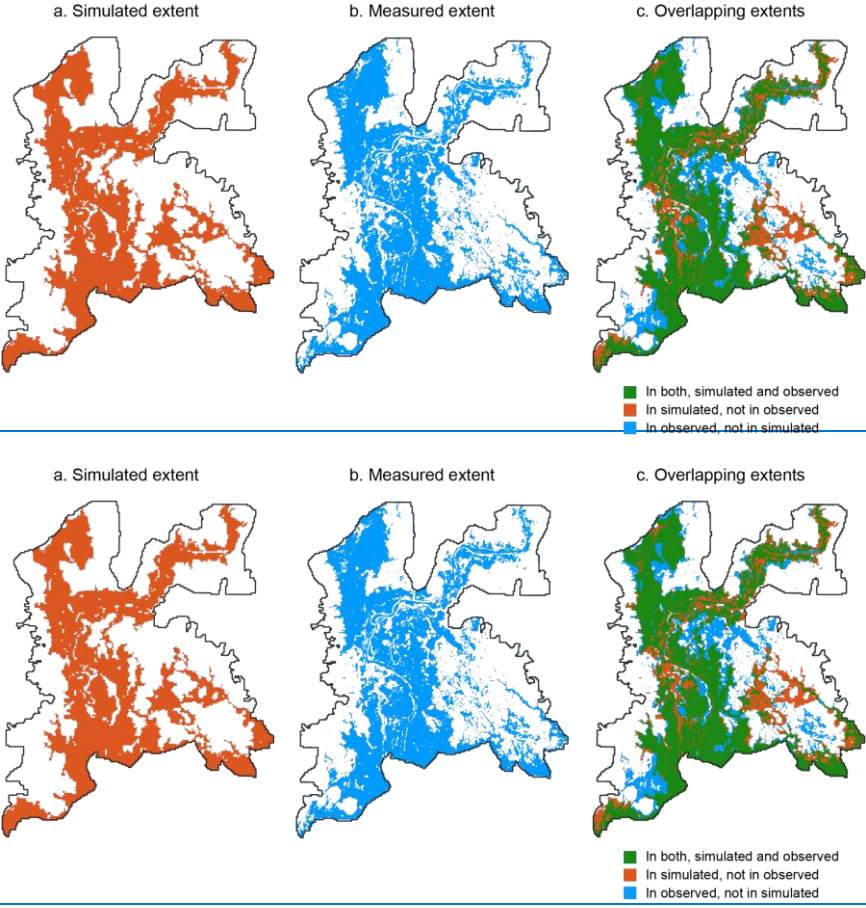 a. Simulated extent
b. Measured extent
c. Overlapping extents
In both, simulated and observed
In simulated, not in observed
In observed, not in simulated
a. Simulated extent
b. Measured extent
c. Overlapping extents
In both, simulated and observed
In simulated, not in observed
In observed, not in simulated